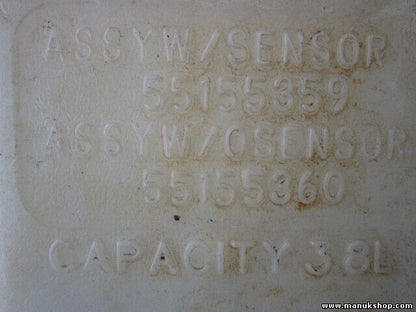 ASSYW/SENSOR
55155359
ASSYW/OSENSOR
55155360
CAPACITY 3.8L
www.manukshop.com